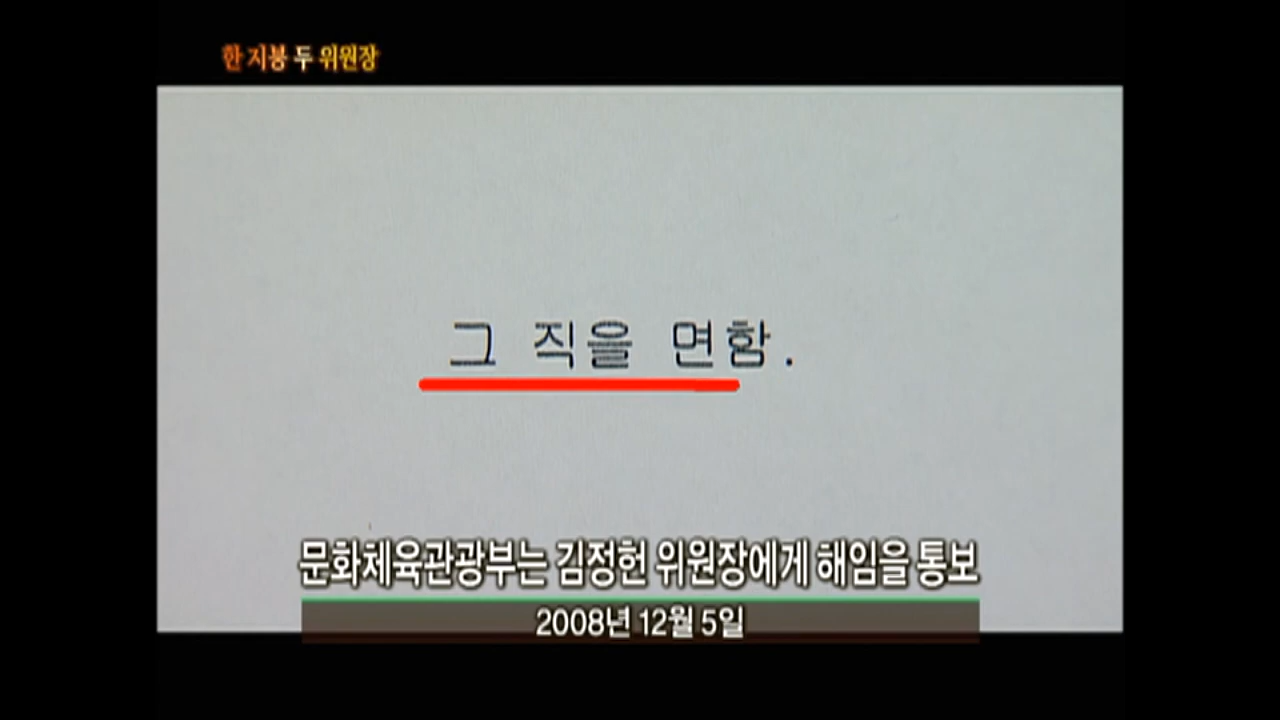 한 지붕 두 위원장
그 직을 면함.
문화체육관광부는 김정헌 위원장에게 해임을 통보
2008년 12월 5일